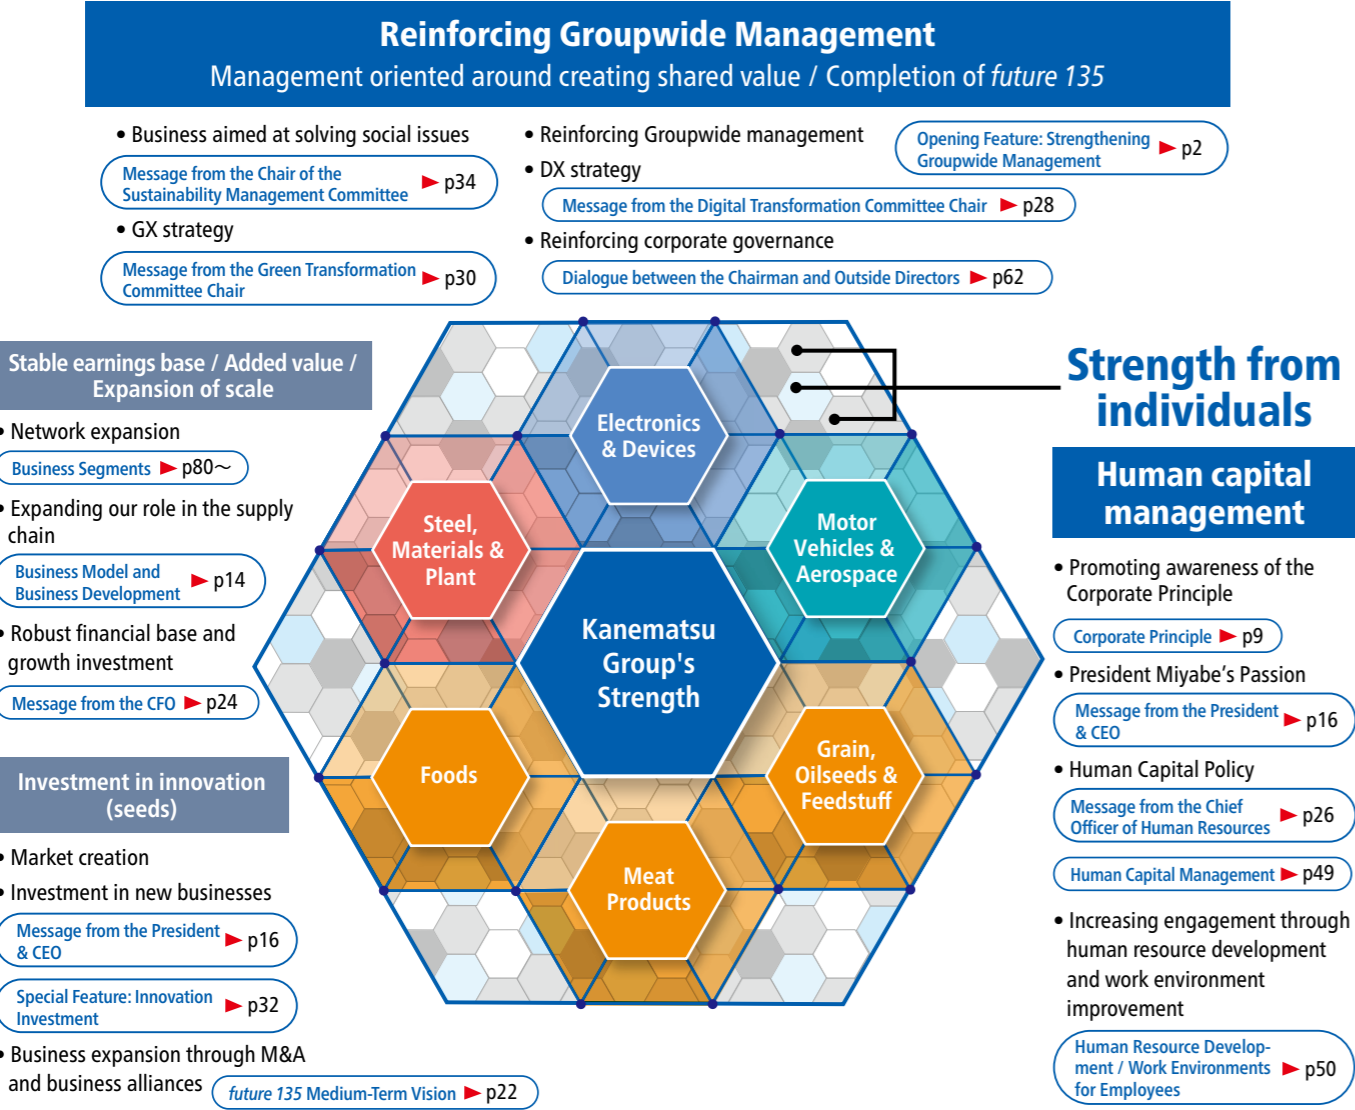 Reinforcing Groupwide Management
Management oriented around creating shared value / Completion of future 135
• Business aimed at solving social issues
Message from the Chair of the
Sustainability Management Committee ▶ p34
• GX strategy
Message from the Green Transformation
Committee Chair ▶ p30
• Reinforcing Groupwide management
Opening Feature: Strengthening
Groupwide Management ▶ p2
• DX strategy
Message from the Digital Transformation Committee Chair ▶ p28
• Reinforcing corporate governance
Dialogue between the Chairman and Outside Directors ▶ p62
Stable earnings base / Added value /
Expansion of scale
• Network expansion
Business Segments ▶ p80～
• Expanding our role in the supply
chain
Business Model and
Business Development ▶ p14
• Robust financial base and
growth investment
Message from the CFO ▶ p24
Investment in innovation
(seeds)
• Market creation
• Investment in new businesses
Message from the President
& CEO ▶ p16
Special Feature: Innovation
Investment ▶ p32
• Business expansion through M&A
and business alliances
future 135 Medium-Term Vision ▶ p22
Electronics
& Devices
Steel,
Materials &
Plant
Motor
Vehicles &
Aerospace
Kanematsu
Group's
Strength
Foods
Grain,
Oilseeds &
Feedstuff
Meat
Products
Strength from
individuals
Human capital
management
• Promoting awareness of the
Corporate Principle
Corporate Principle ▶ p9
• President Miyabe’s Passion
Message from the President
& CEO ▶ p16
• Human Capital Policy
Message from the Chief
Officer of Human Resources ▶ p26
Human Capital Management ▶ p49
• Increasing engagement through
human resource development
and work environment
improvement
Human Resource Develop-
ment / Work Environments
for Employees ▶ p50